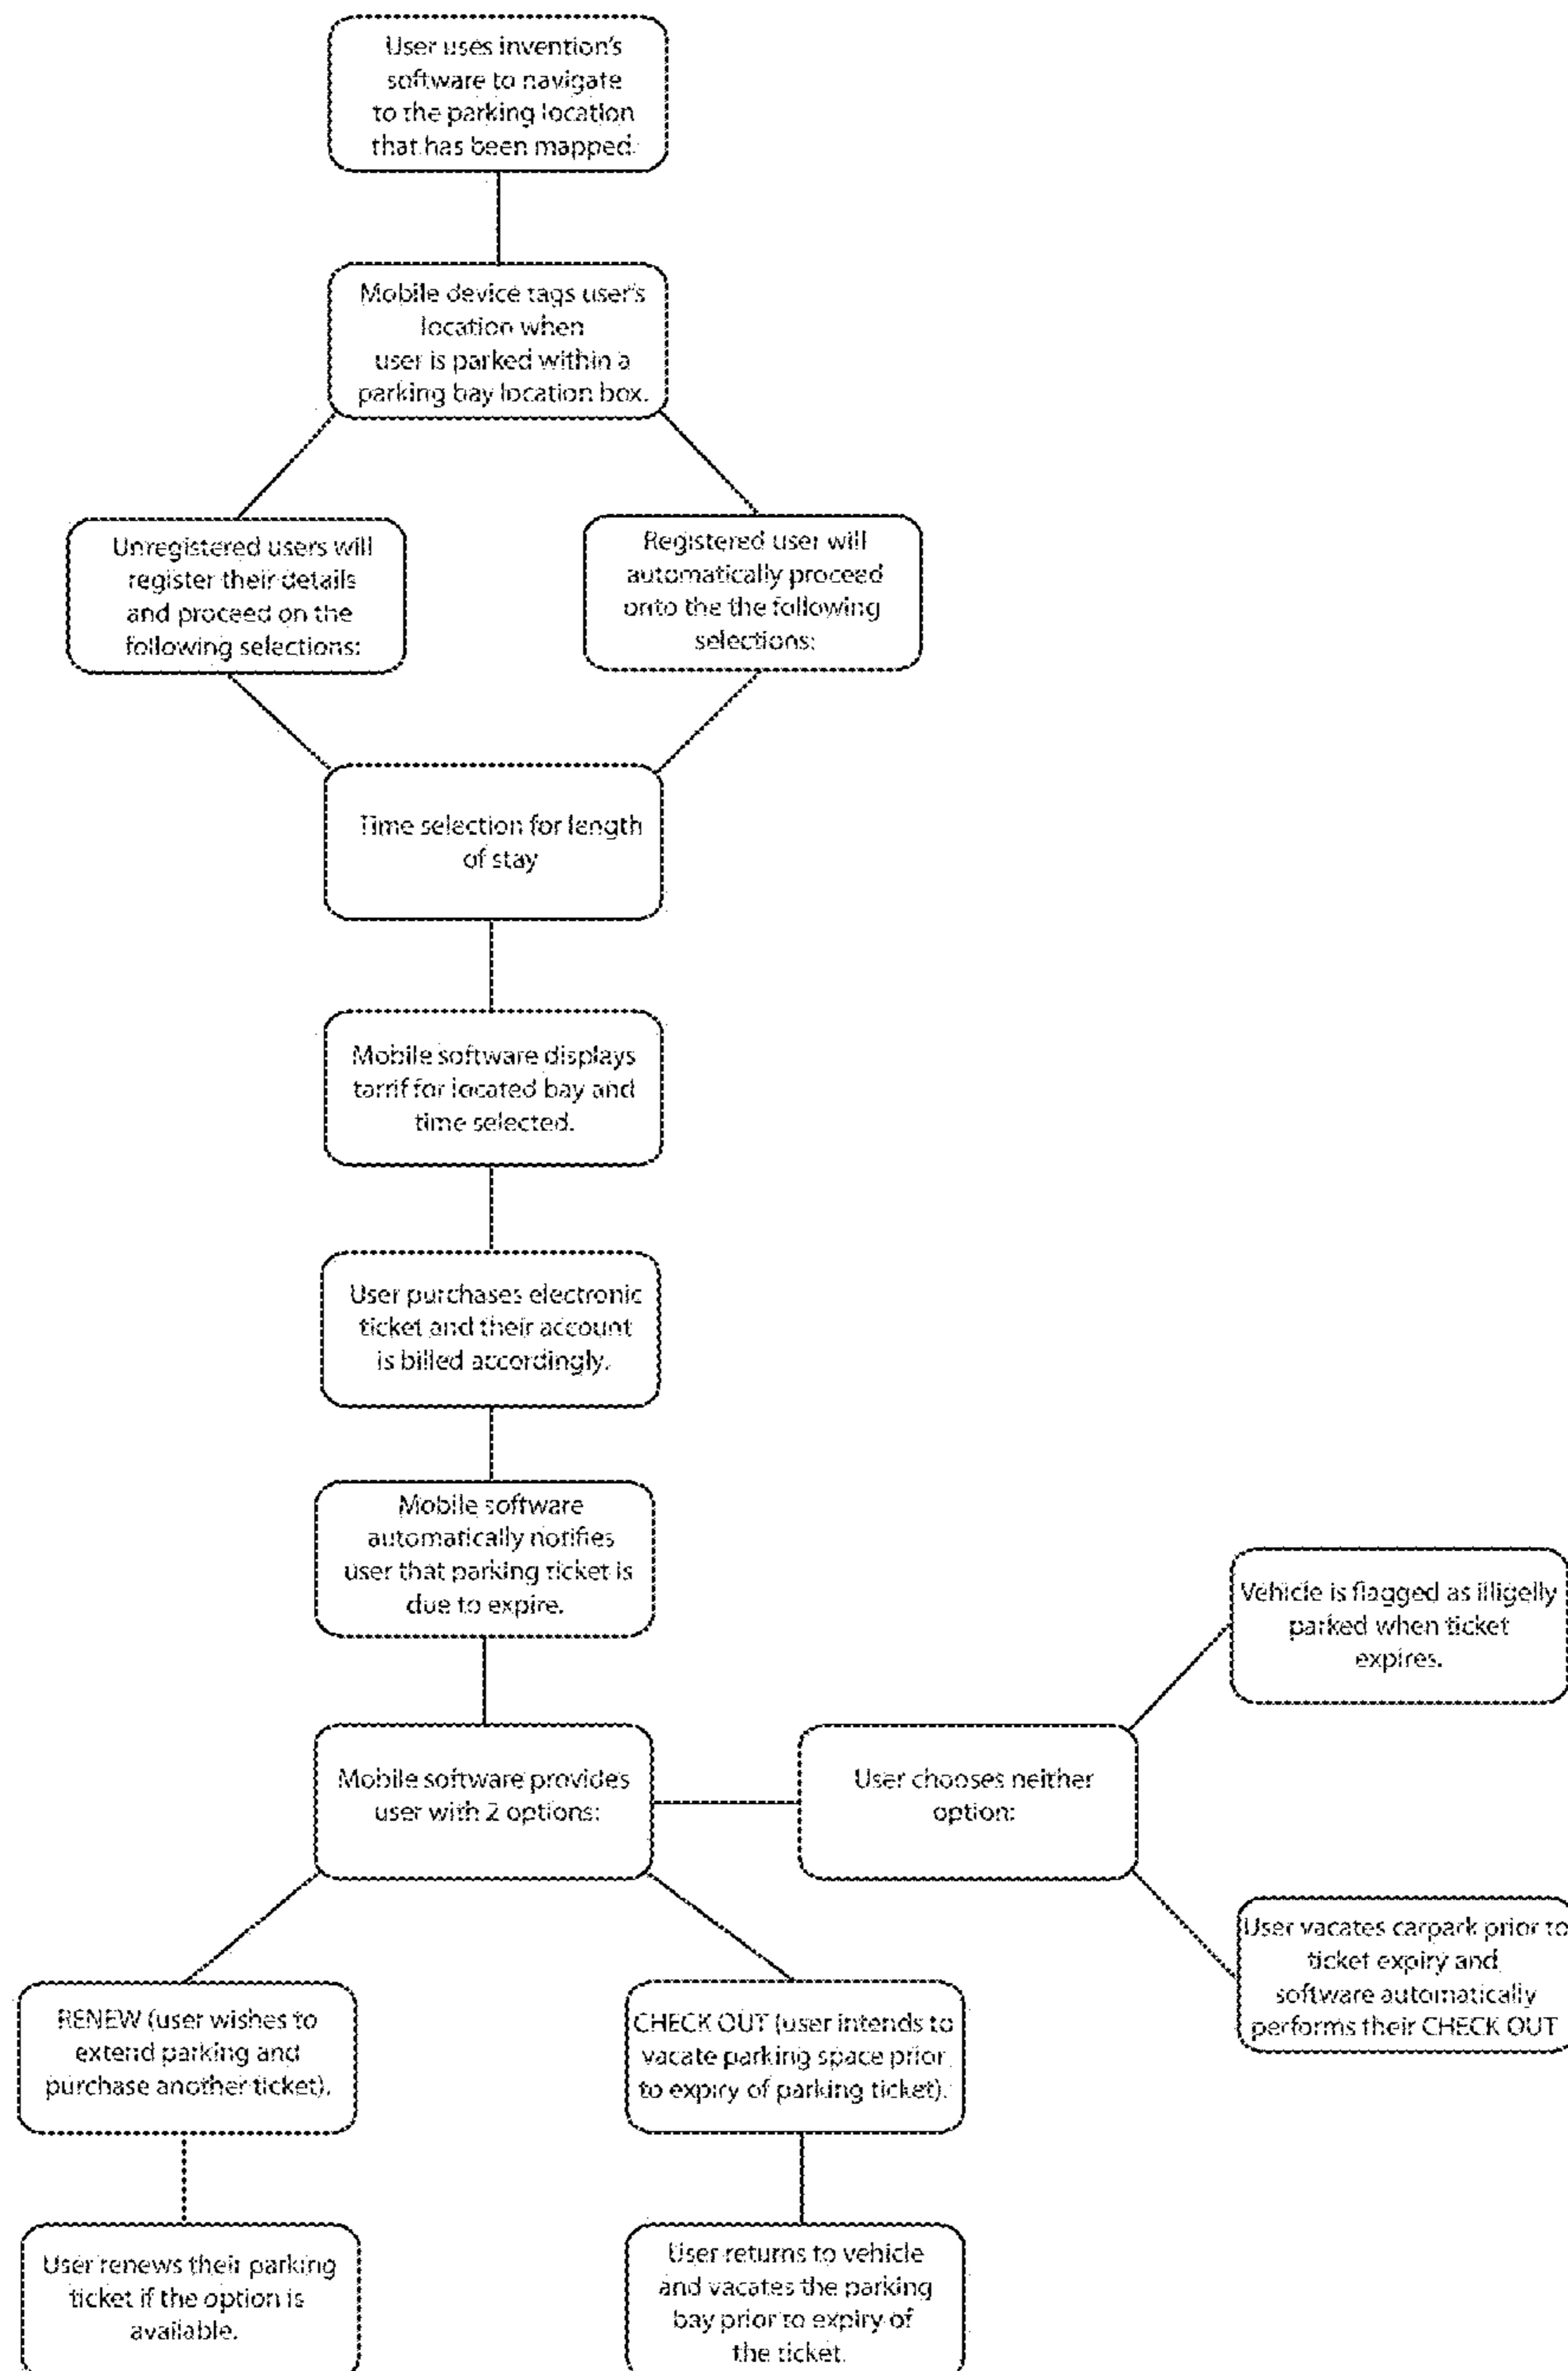 User uses invention's
software to navigate
to the parking location
that has been mapped.
Mobile device tags user's
location when
user is parked within a
parking bay location box.
Unregistered users will
register their details
and proceed on the
following selections:
Registered user will
automatically proceed
onto the the following
selections:
Time selection for length
of stay
Mobile software displays
tarrif for located bay and
time selected.
User purchases electronic
ticket and their account
is billed accordingly.
Mobile software
automatically notifies
user that parking ticket is
due to expire.
Mobile software provides
user with 2 options:
User chooses neither
option:
Vehicle is flagged as illigelly
parked when ticket
expires.
User vacates carpark prior to
ticket expiry and
software automatically
performs their CHECK OUT
RENEW (user wishes to
extend parking and
purchase another ticket).
CHECK OUT (user intends to
vacate parking space prior
to expiry of parking ticket).
User renews their parking
ticket if the option is
available.
User returns to vehicle
and vacates the parking
bay prior to expiry of
the ticket.